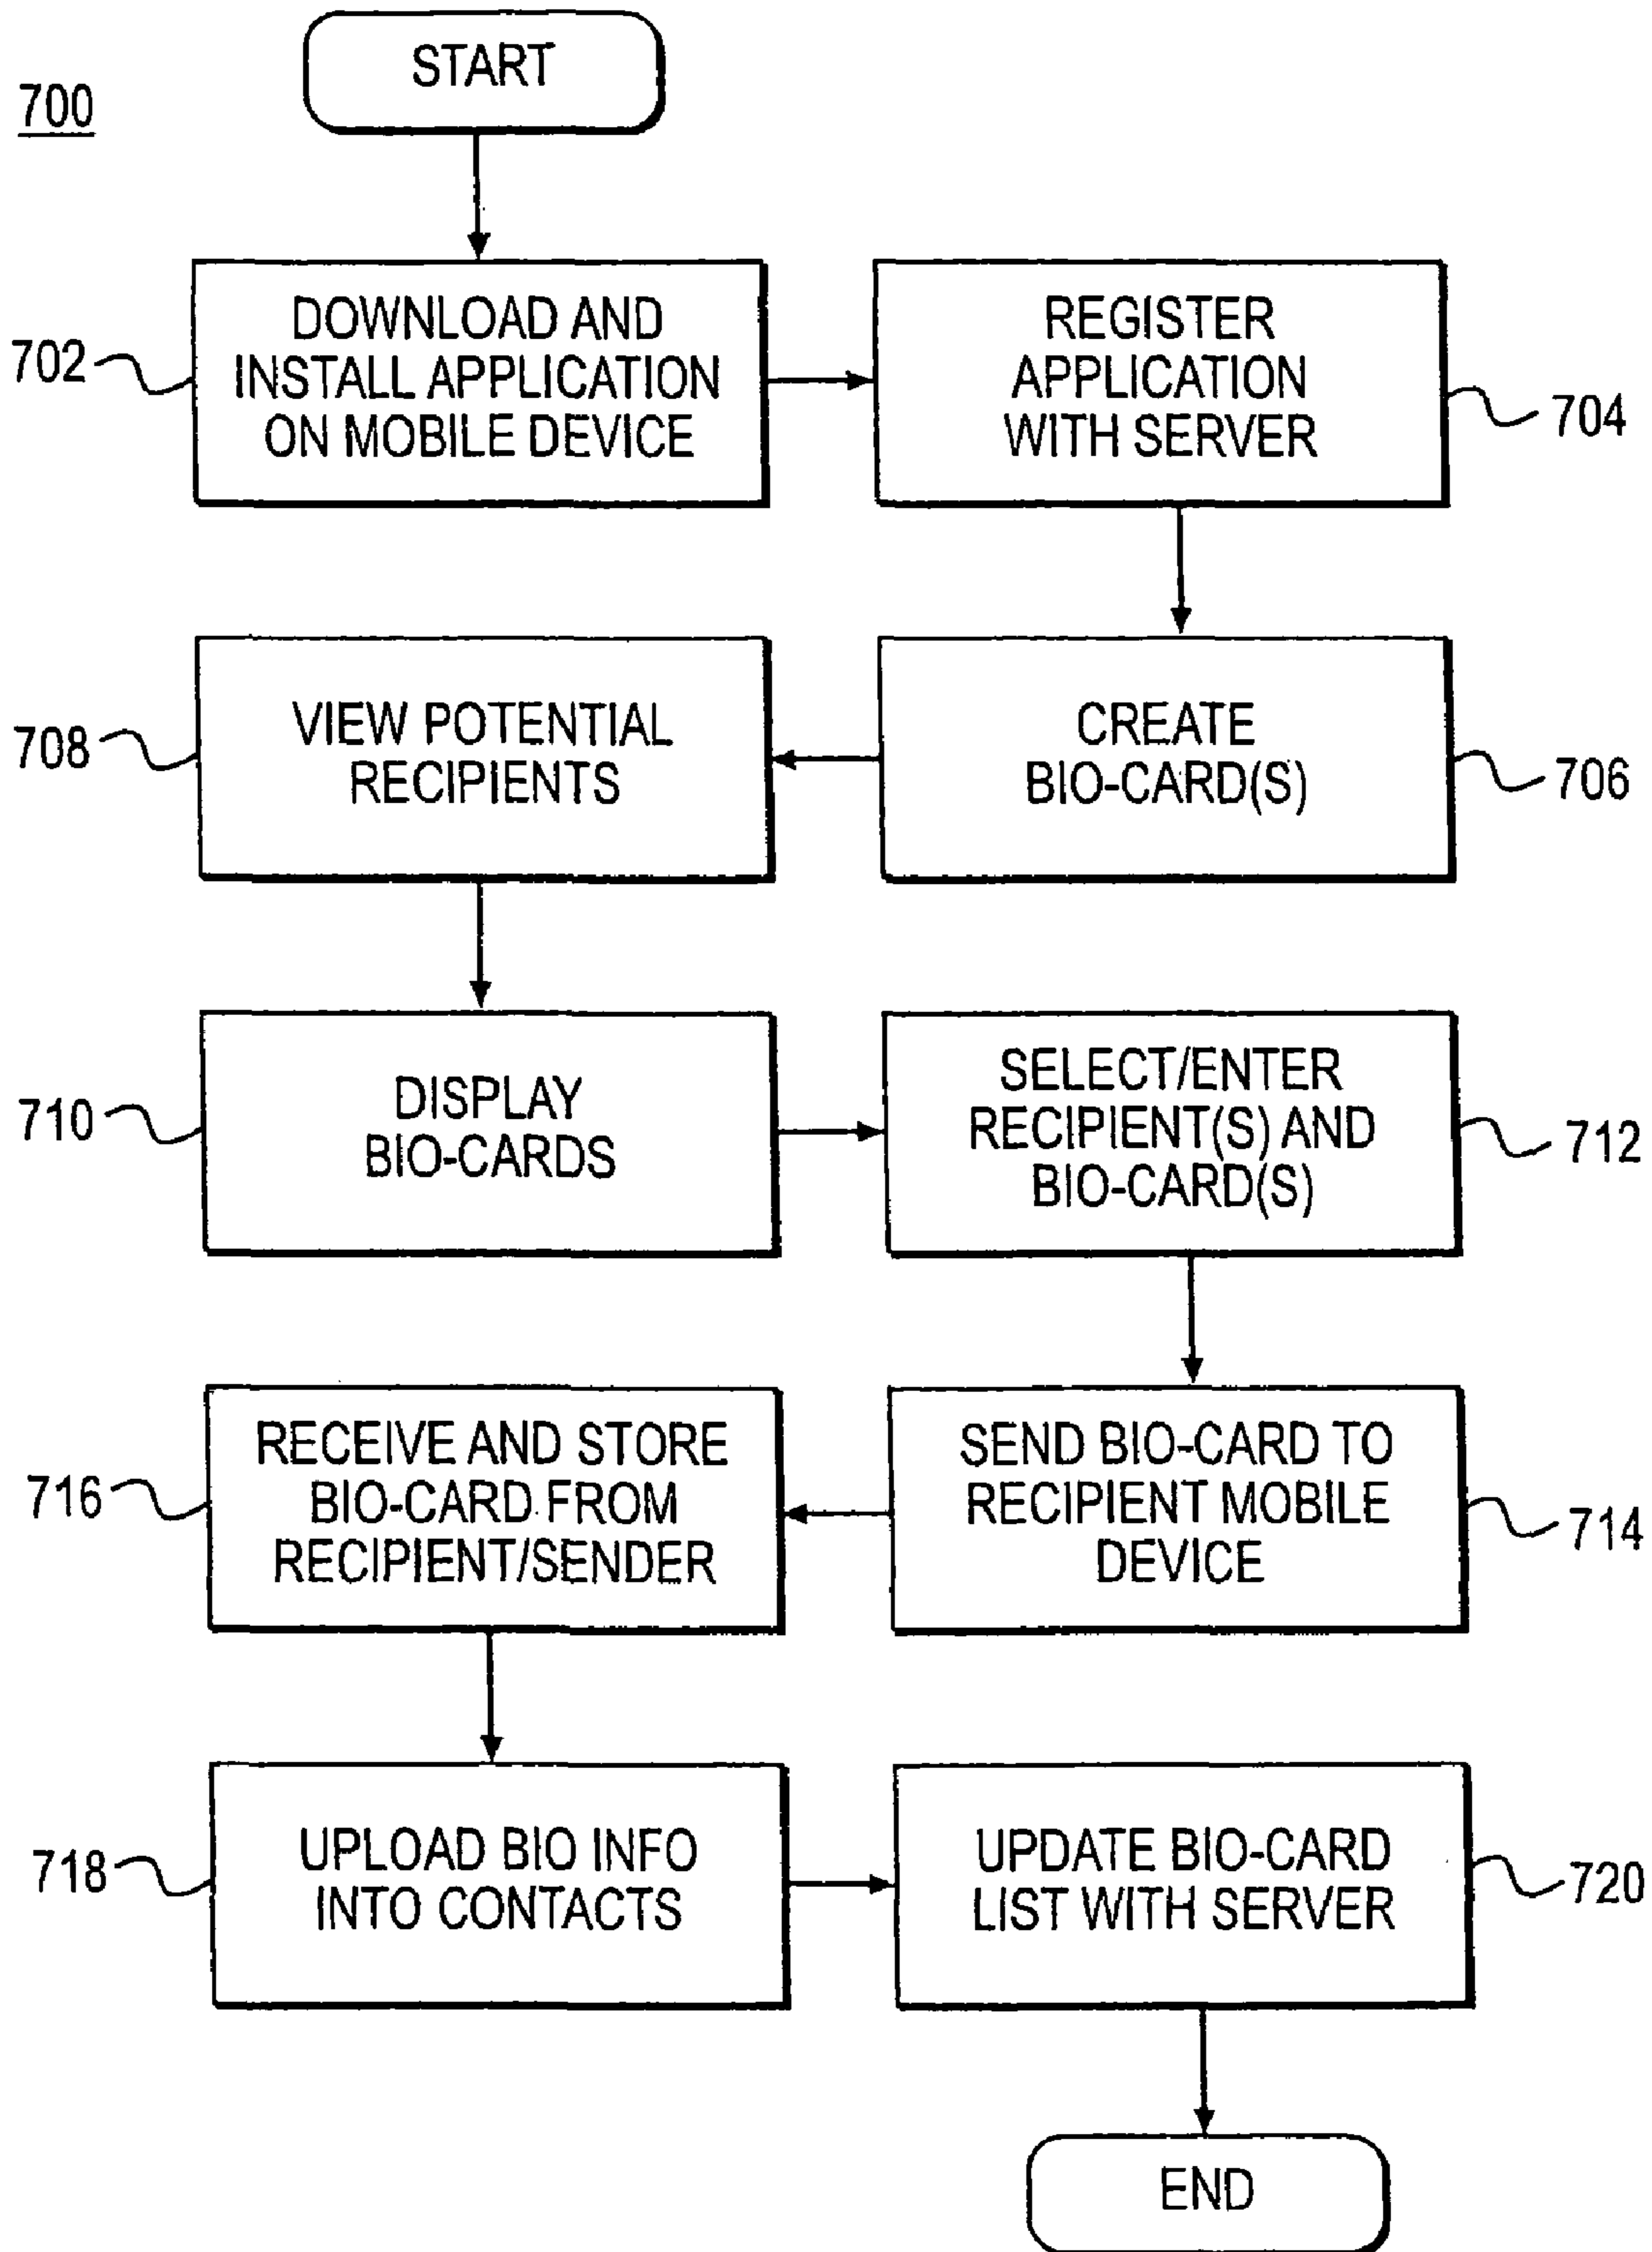 START
700
DOWNLOAD AND
INSTALL APPLICATION
ON MOBILE DEVICE
702
REGISTER
APPLICATION
WITH SERVER
704
CREATE
BIO-CARD(S)
706
VIEW POTENTIAL
RECIPIENTS
708
DISPLAY
BIO-CARDS
710
SELECT/ENTER
RECIPIENT(S) AND
BIO-CARD(S)
712
SEND BIO-CARD TO
RECIPIENT MOBILE
DEVICE
714
RECEIVE AND STORE
BIO-CARD FROM
RECIPIENT/SENDER
716
UPLOAD BIO INFO
INTO CONTACTS
718
UPDATE BIO-CARD
LIST WITH SERVER
720
END